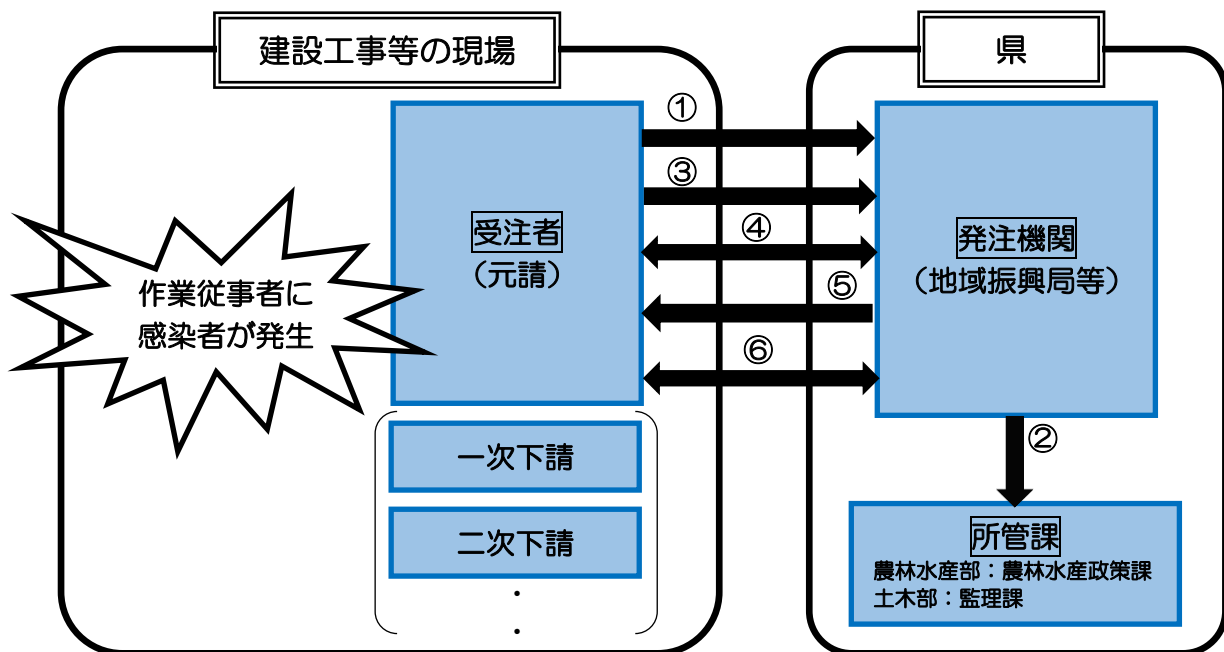 建設工事等の現場
県
①
③
④
⑤
⑥
②
受注者
（元請）
発注機関
（地域振興局等）
作業従事者に
感染者が発生
一次下請
二次下請
・
・
所管課
農林水産部：農林水産政策課
土木部：監理課